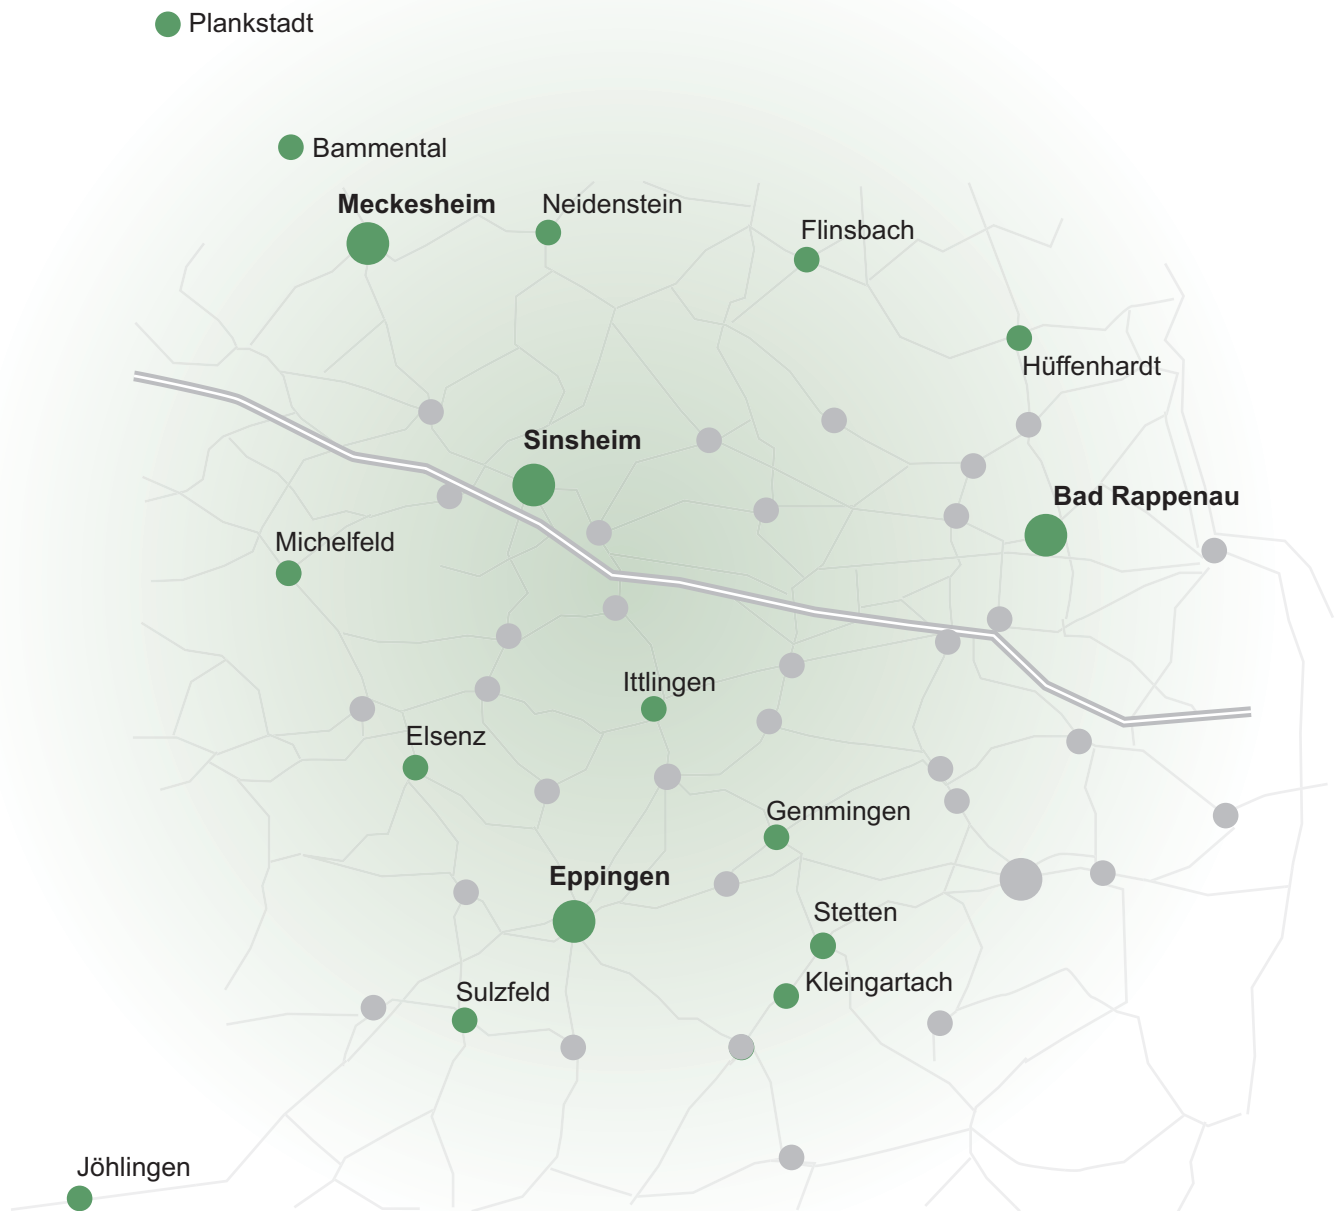 Plankstadt
Bammental
Meckesheim
Neidenstein
Flinsbach
Hüffenhardt
Sinsheim
Bad Rappenau
Michelfeld
Ittlingen
Elsenz
Gemmingen
Eppingen
Stetten
Kleingartach
Sulzfeld
Jöhlingen